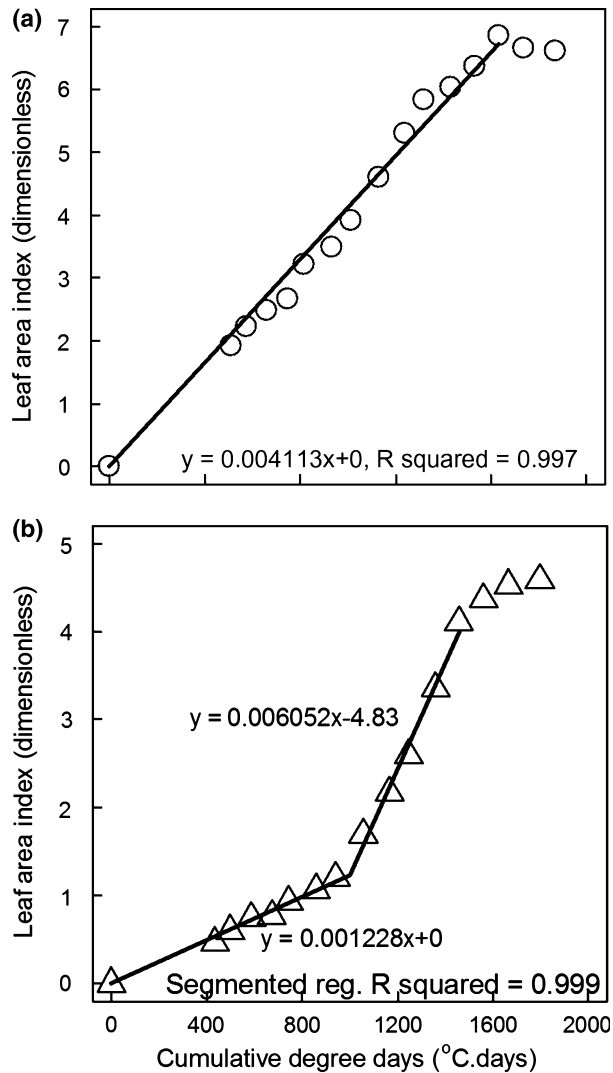 (a)
7
6
5
4
3
2
1
0
Leaf area index (dimensionless)
y = 0.004113x+0, R squared = 0.997
(b)
5
4
3
2
1
0
Leaf area index (dimensionless)
y = 0.006052x-4.83
y = 0.001228x+0
Segmented reg. R squared = 0.999
0 400 800 1200 1600 2000
Cumulative degree days (°C.days)